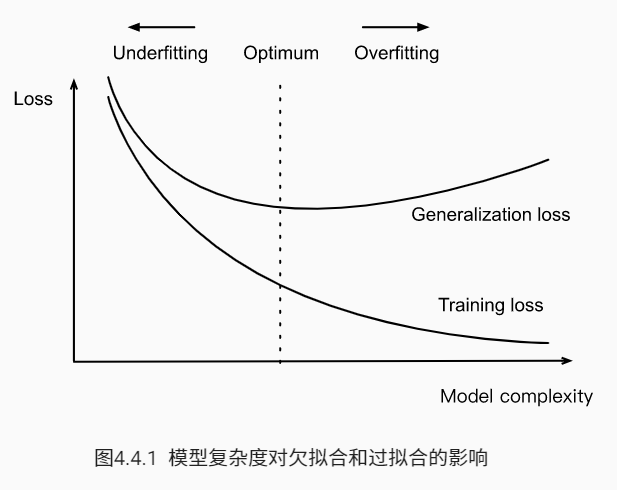 Underfitting Optimum Overfitting
Loss
Generalization loss
Training loss
Model complexity
图4.4.1 模型复杂度对欠拟合和过拟合的影响